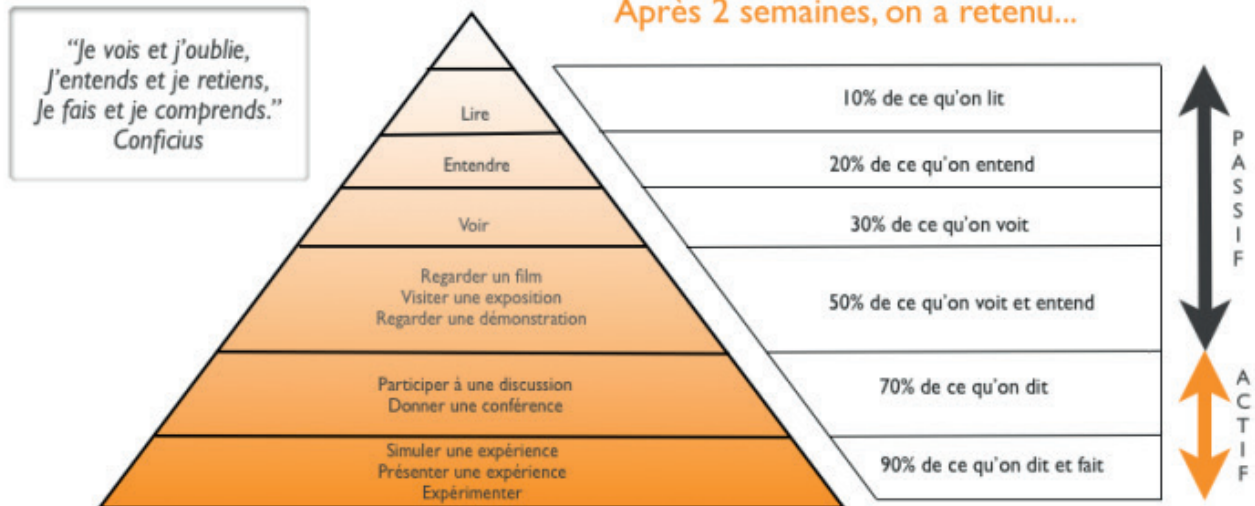 Après 2 semaines, on a retenu...
“Je vois et j’oublie,
J’entends et je retiens,
Je fais et je comprends.”
Conficius
Lire
10% de ce qu’on lit
Entendre
20% de ce qu’on entend
Voir
30% de ce qu’on voit
Regarder un film
Visiter une exposition
Regarder une démonstration
50% de ce qu’on voit et entend
Participer à une discussion
Donner une conférence
70% de ce qu’on dit
Simuler une expérience
Présenter une expérience
Expérimenter
90% de ce qu’on dit et fait
PASSIF
ACTIF